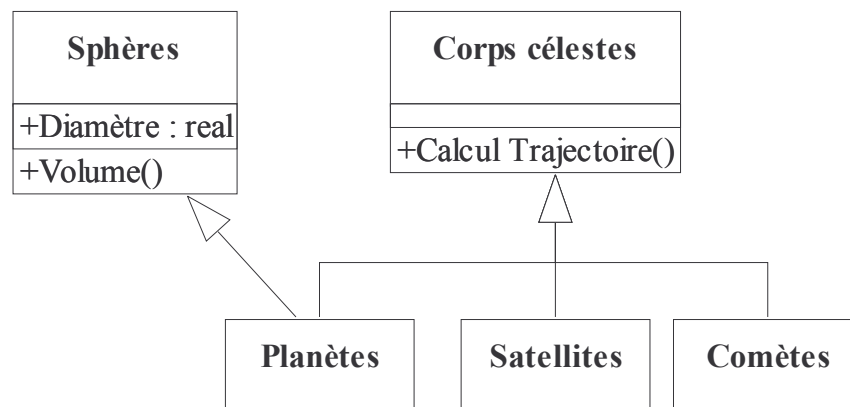 Sphères
+Diamètre : real
+Volume()
Corps célestes
+Calcul Trajectoire()
Planètes
Satellites
Comètes